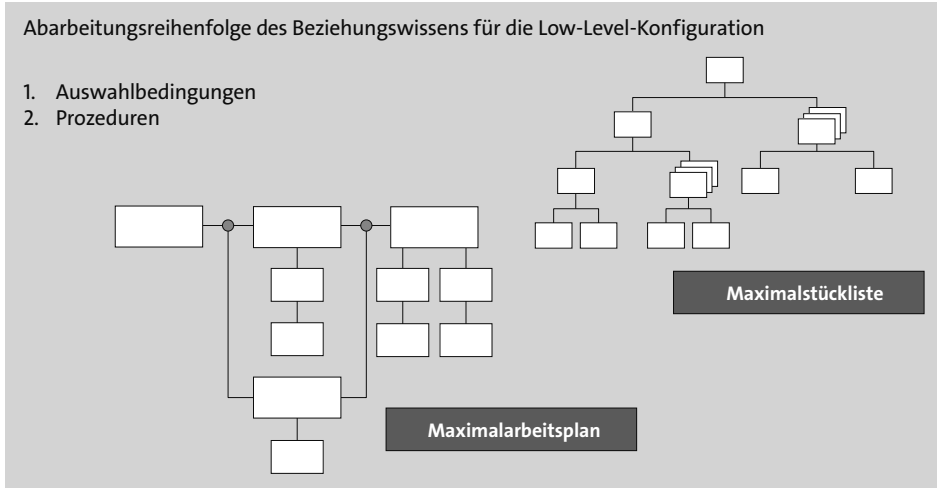 Abarbeitungsreihenfolge des Beziehungswissens für die Low-Level-Konfiguration
1. Auswahlbedingungen
2. Prozeduren
Maximalstückliste
Maximalarbeitsplan